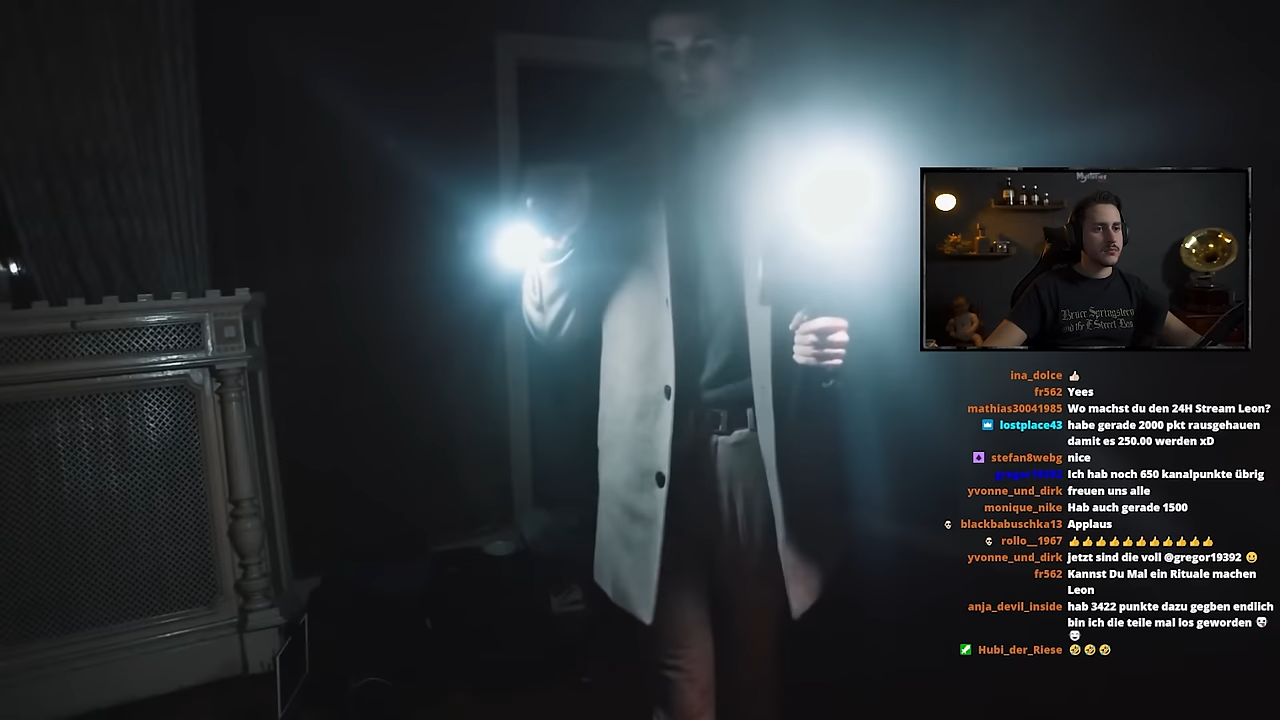 Mysteries
Bruce Springsteen
and the E Street Band
ina_dolce 👍🏻
fr562 Yees
mathias30041985 Wo machst du den 24H Stream Leon?
lostplace43 habe gerade 2000 pkt rausgehauen
damit es 250.00 werden xD
stefan8webg nice
gregor19392 Ich hab noch 650 kanalpunkte übrig
yvonne_und_dirk freuen uns alle
monique_nike Hab auch gerade 1500
blackbabuschka13 Applaus
rollo__1967 👍👍👍👍👍👍👍👍👍👍👍
yvonne_und_dirk jetzt sind die voll @gregor19392 😀
fr562 Kannst Du Mal ein Rituale machen
Leon
anja_devil_inside hab 3422 punkte dazu gegben endlich
bin ich die teile mal los geworden
Hubi_der_Riese 🤣🤣🤣